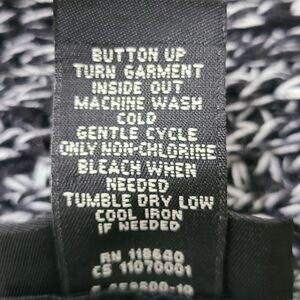 BUTTON UP
TURN GARMENT
INSIDE OUT
MACHINE WASH
COLD
GENTLE CYCLE
ONLY NON-CHLORINE
BLEACH WHEN
NEEDED
TUMBLE DRY LOW
COOL IRON
IF NEEDED
RN 118640
CS 11070001